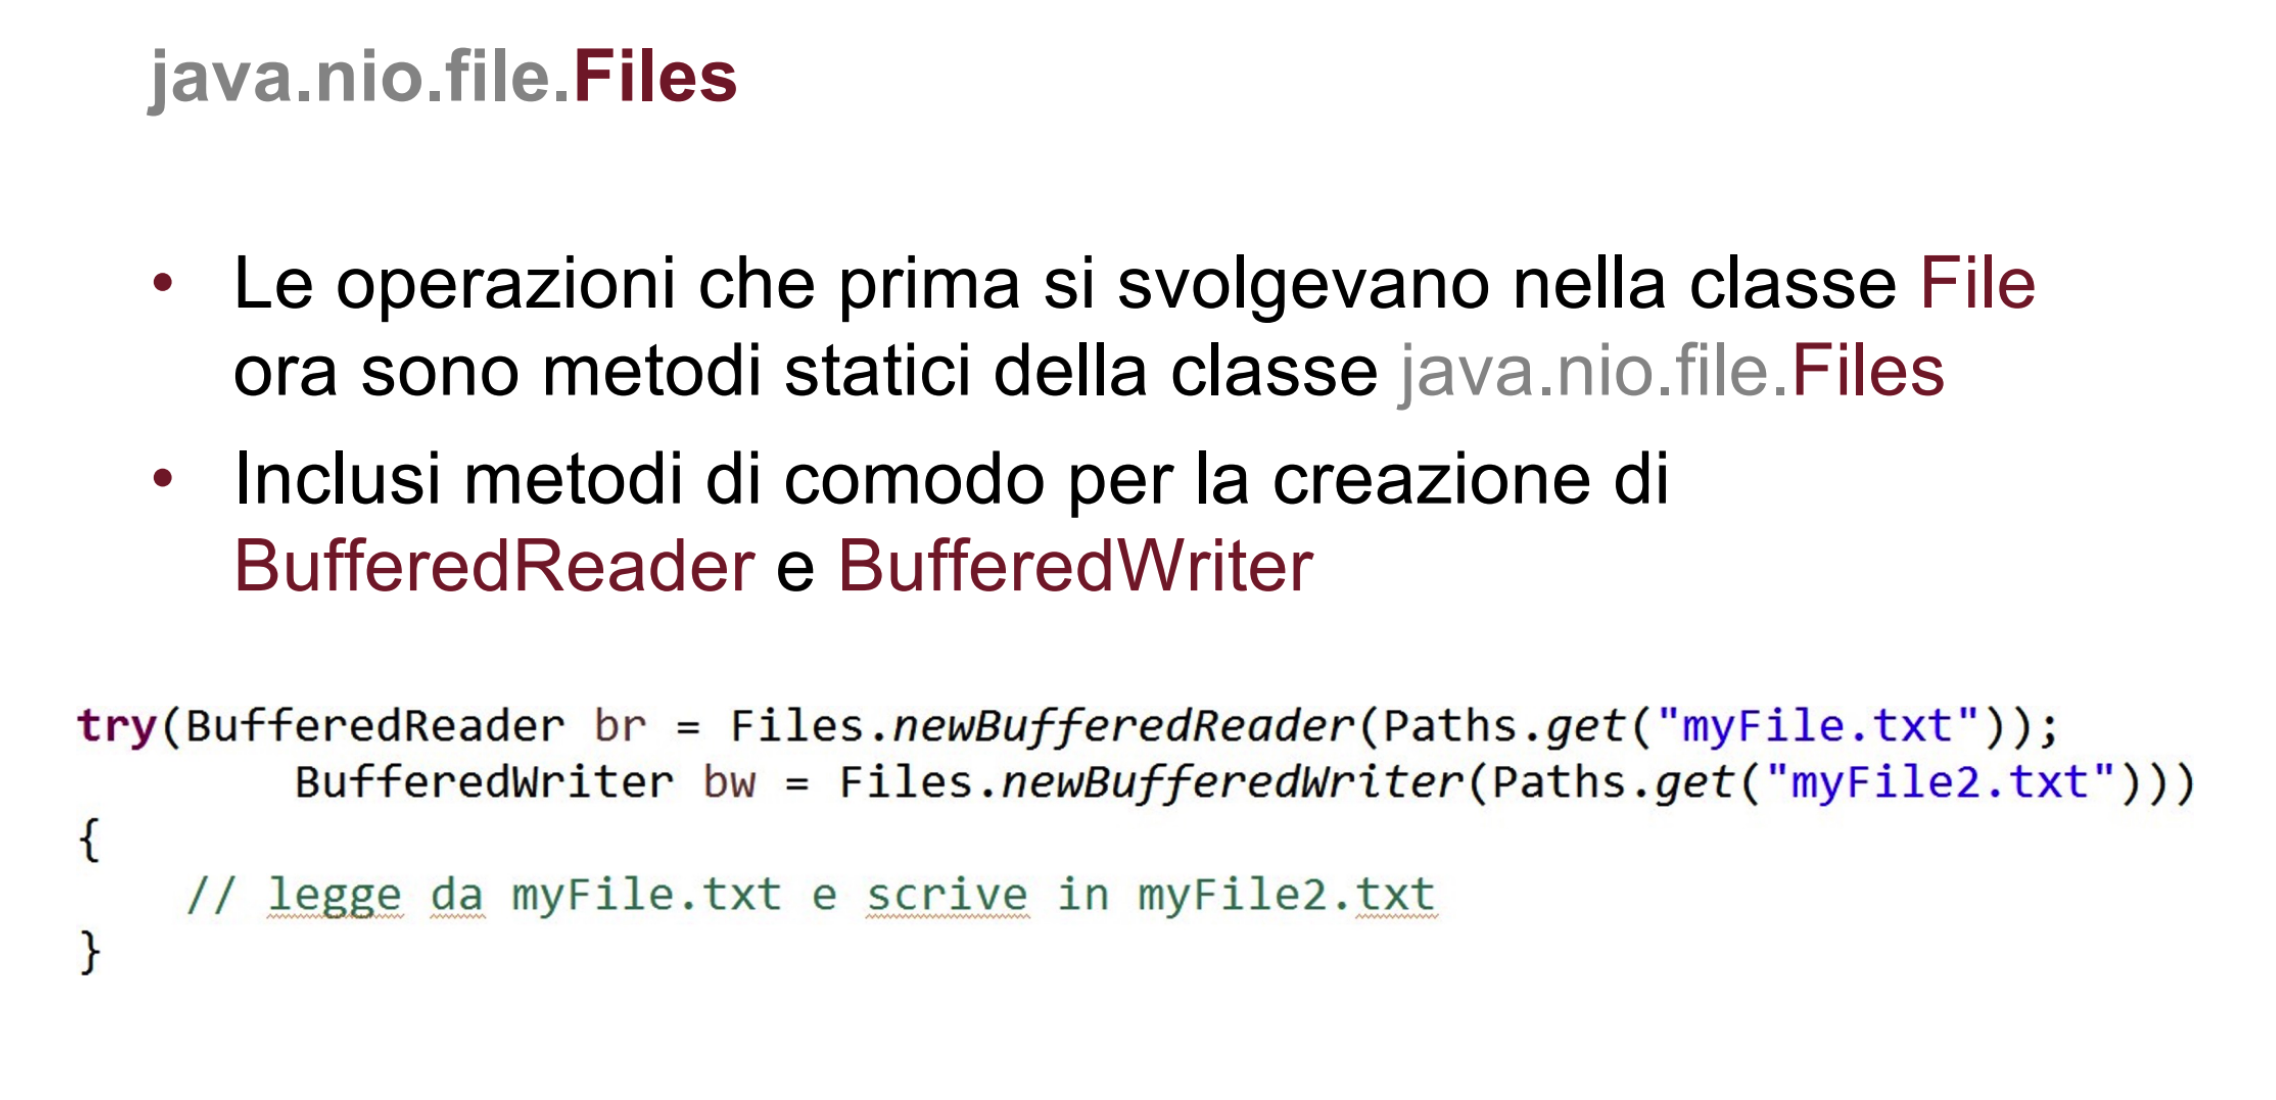 java.nio.file.Files
• Le operazioni che prima si svolgevano nella classe File
ora sono metodi statici della classe java.nio.file.Files
• Inclusi metodi di comodo per la creazione di
BufferedReader e BufferedWriter
try(BufferedReader br = Files.newBufferedReader(Paths.get("myFile.txt"));
BufferedWriter bw = Files.newBufferedWriter(Paths.get("myFile2.txt")))
{
// legge da myFile.txt e scrive in myFile2.txt
}